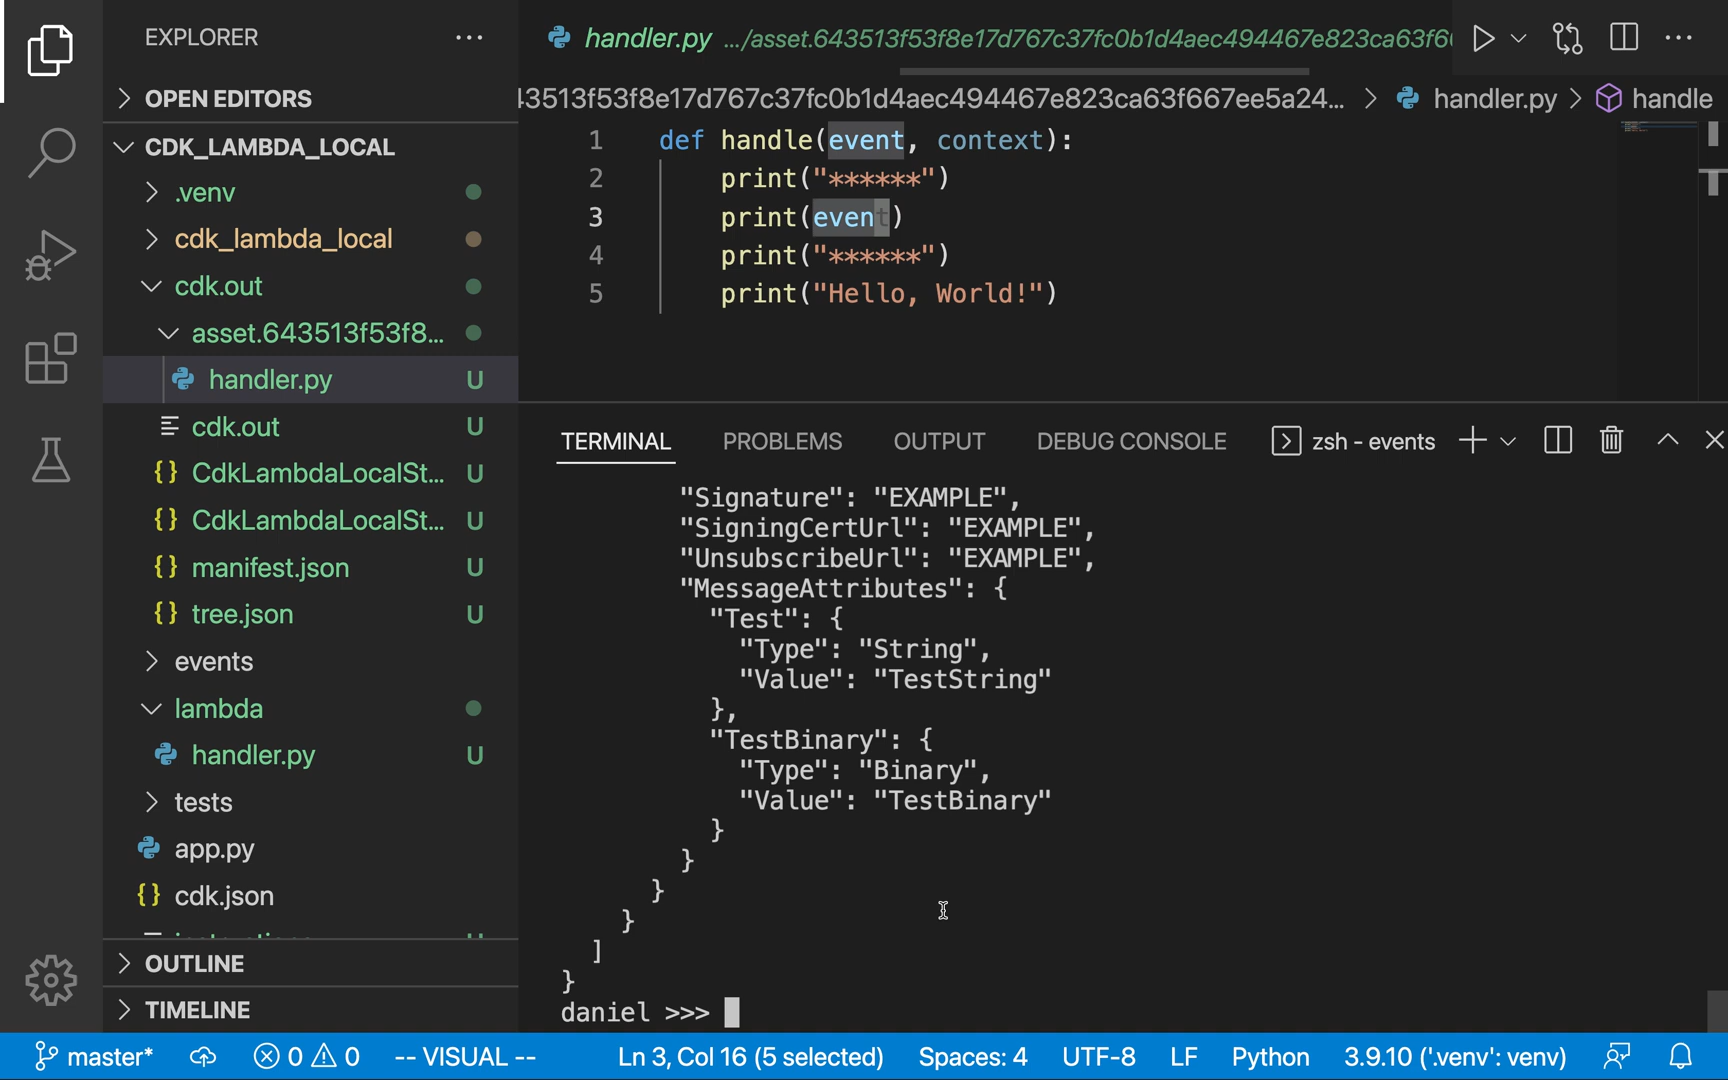 EXPLORER
OPEN EDITORS
CDK_LAMBDA_LOCAL
.venv
cdk_lambda_local
cdk.out
asset.643513f53f8...
handler.py U
cdk.out U
CdkLambdaLocalSt... U
CdkLambdaLocalSt... U
manifest.json U
tree.json U
events
lambda
handler.py U
tests
app.py
cdk.json
OUTLINE
TIMELINE
handler.py .../asset.643513f53f8e17d767c37fc0b1d4aec494467e823ca63f6
3513f53f8e17d767c37fc0b1d4aec494467e823ca63f667ee5a24... > handler.py > handle
1 def handle(event, context):
2 print("******")
3 print(event)
4 print("******")
5 print("Hello, World!")
TERMINAL PROBLEMS OUTPUT DEBUG CONSOLE zsh - events
"Signature": "EXAMPLE",
"SigningCertUrl": "EXAMPLE",
"UnsubscribeUrl": "EXAMPLE",
"MessageAttributes": {
"Test": {
"Type": "String",
"Value": "TestString"
},
"TestBinary": {
"Type": "Binary",
"Value": "TestBinary"
}
}
}
}
]
}
daniel >>>
master* 0 0 -- VISUAL -- Ln 3, Col 16 (5 selected) Spaces: 4 UTF-8 LF Python 3.9.10 ('.venv': venv)